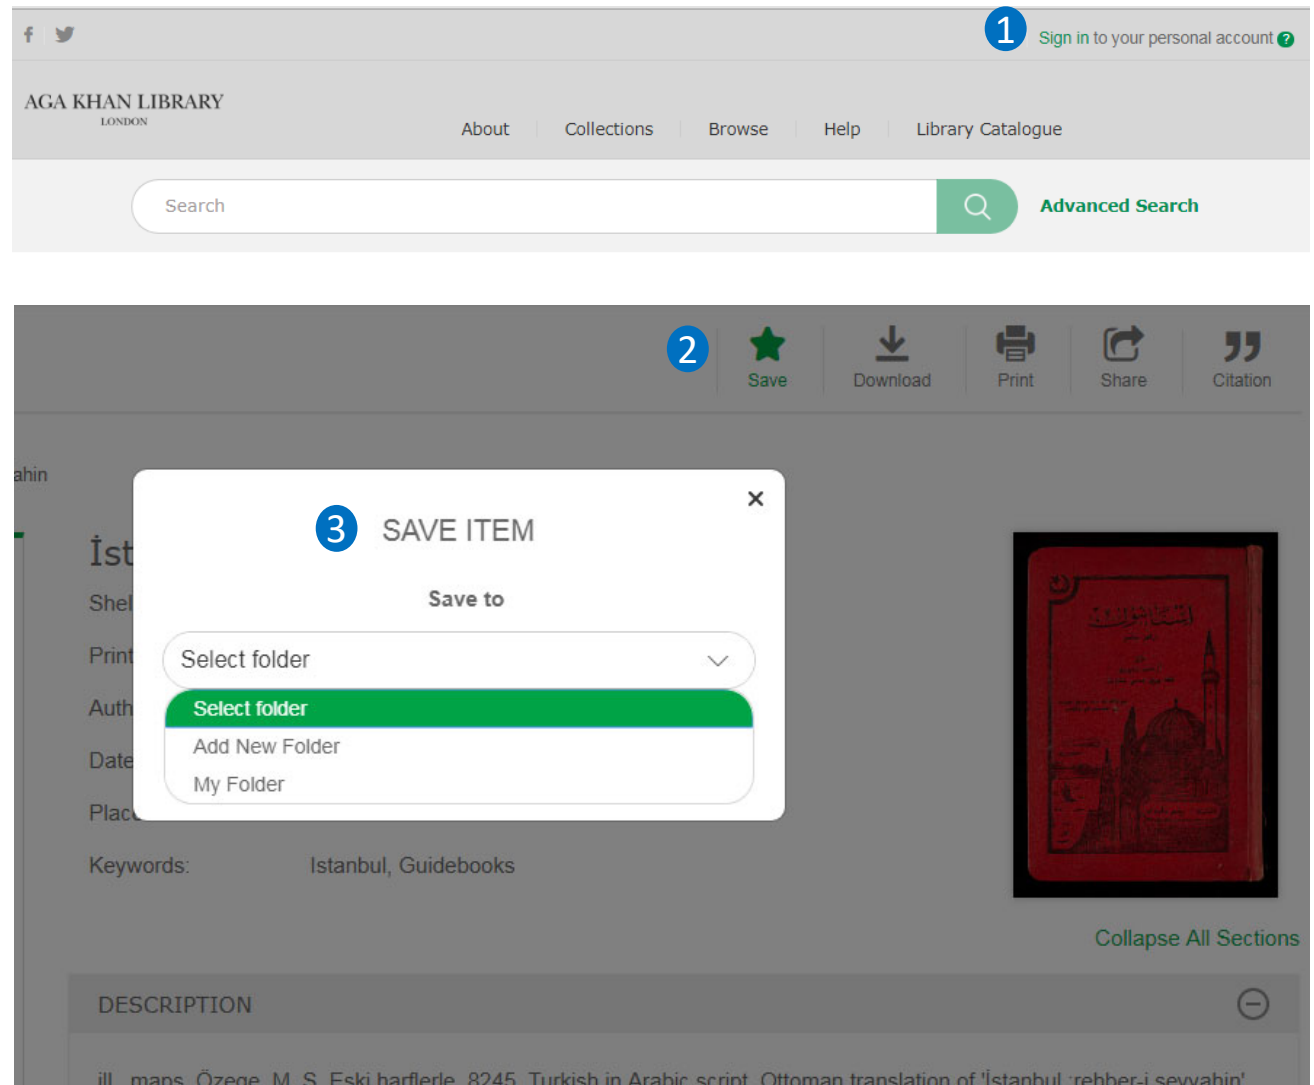 f
1 Sign in to your personal account ?
AGA KHAN LIBRARY
LONDON
About Collections Browse Help Library Catalogue
Search Advanced Search
2 Save Download Print Share Citation
ahin
3 SAVE ITEM
Save to
Select folder
Select folder
Add New Folder
My Folder
İst
Shel
Print
Auth
Date
Plac
Keywords: Istanbul, Guidebooks
Collapse All Sections
DESCRIPTION
ill., maps, Özege, M. S. Eski harflerle, 8245, Turkish in Arabic script, Ottoman translation of 'İstanbul :rehber-i seyyahin'